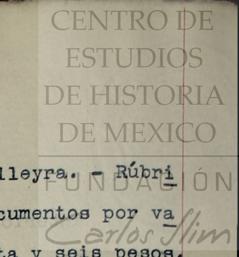 CENTRO DE
ESTUDIOS
DE HISTORIA
DE MEXICO
lleyra. - Rúbri
FUNDACIÓN
cumentos por va
Carlos Slim
ta y seis pesos.